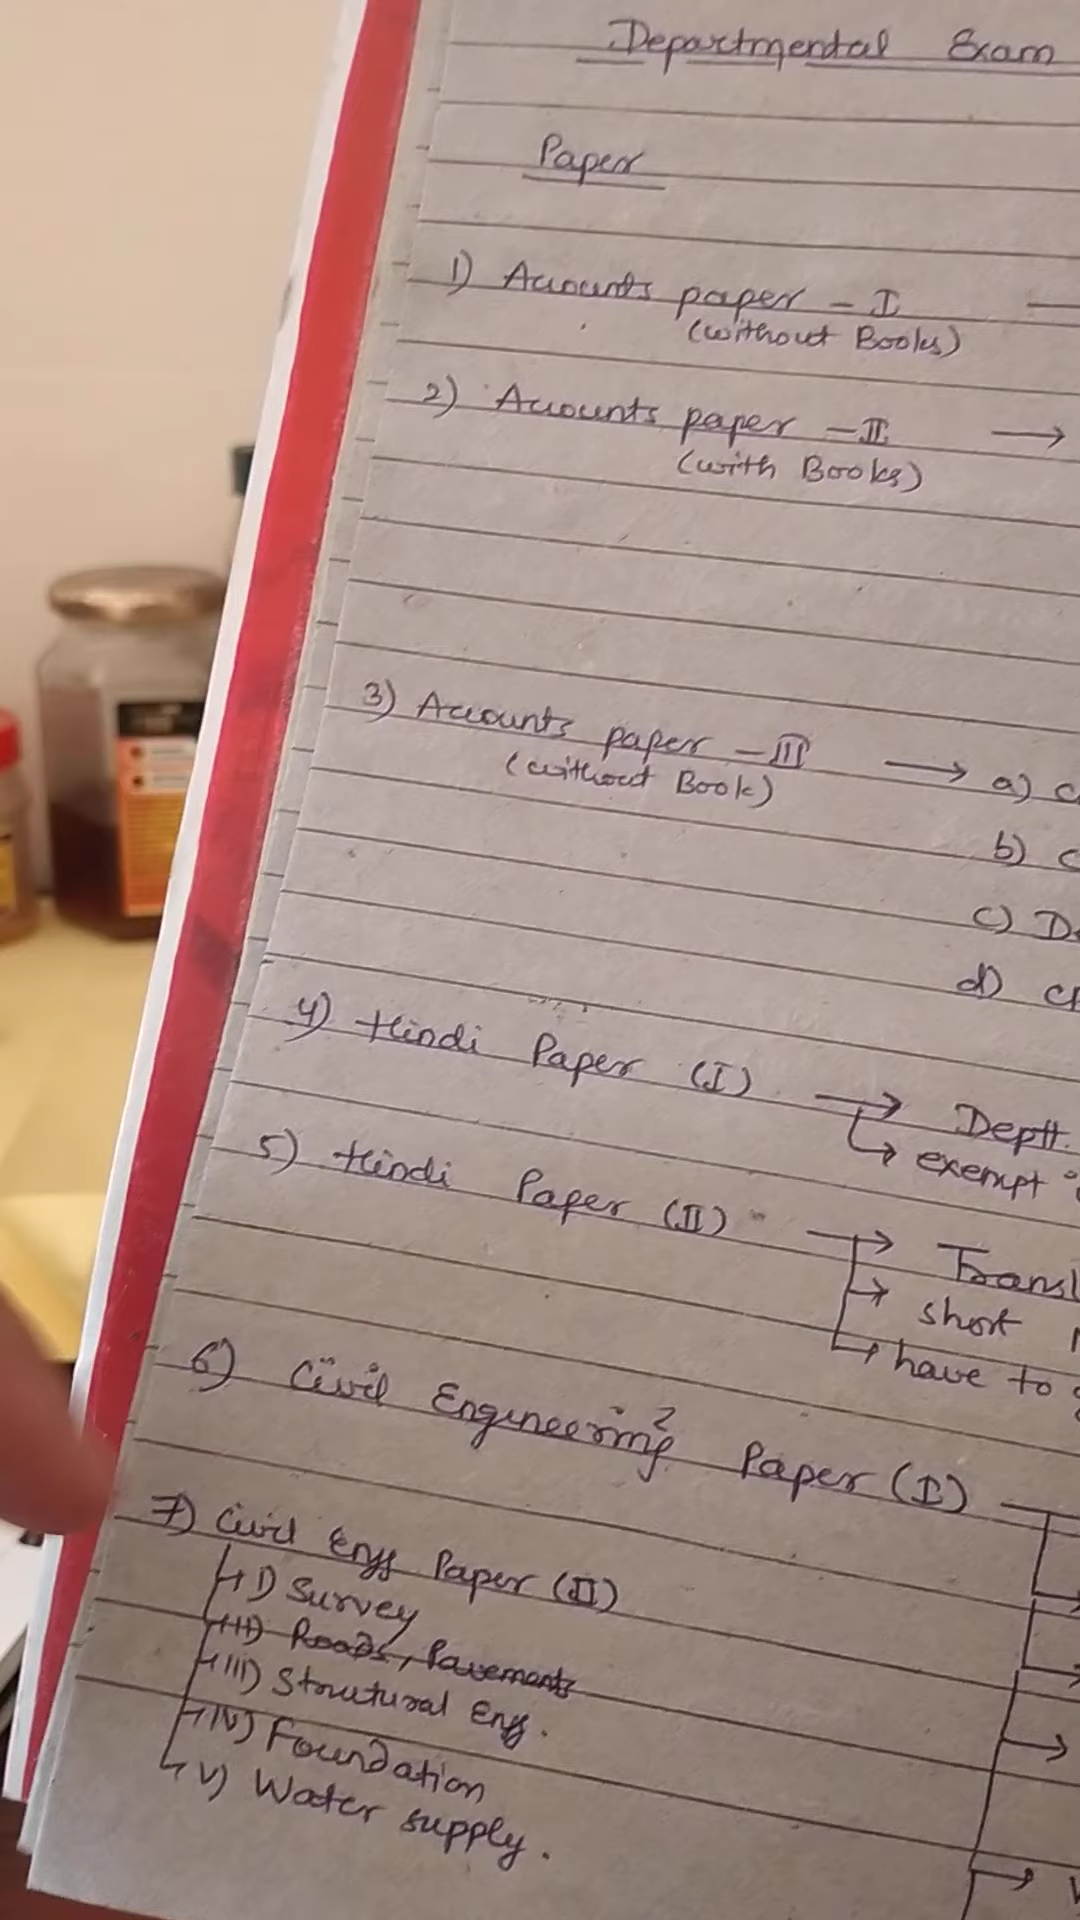 Departmental Exam
Paper
1) Accounts paper - I
(without Books)
2) Accounts paper - II →
(with Books)
3) Accounts paper - III → a)
(without Book)
b)
c)
d)
4) Hindi Paper (I) → Deptt.
→ exempt
5) Hindi Paper (II) →
→ short
→ have to
6) Civil Engineering Paper (I)
7) Civil Engg Paper (II)
I) Survey
II) Roads, Pavements
III) Structural Engg.
IV) Foundation
V) Water supply.